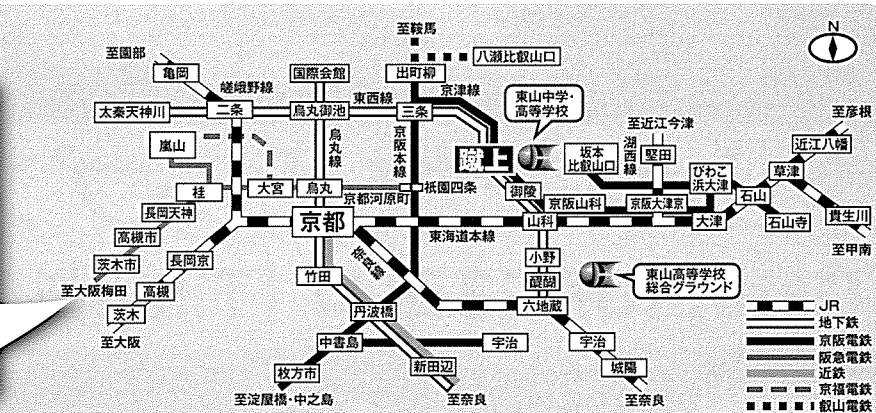 至鞍馬
N
至園部
八瀬比叡山口
亀岡
国際会館
出町柳
嵯峨野線
京津線
東山中学・
高等学校
至彦根
東西線
太秦天神川
二条
烏丸御池
三条
至近江今津
近江八幡
嵐山
烏丸線
京阪本線
蹴上
坂本
比叡山口
湖西線
堅田
びわこ
浜大津
草津
桂
大宮
烏丸
祇園四条
御陵
石山
京都河原町
京阪山科
京阪大津京
長岡天神
京都
山科
大津
石山寺
貴生川
高槻市
東海道本線
至甲南
茨木市
長岡京
奈良線
小野
竹田
醍醐
東山高等学校
総合グラウンド
至大阪梅田
高槻
六地蔵
茨木
丹波橋
JR
至大阪
地下鉄
中書島
宇治
宇治
京阪電鉄
枚方市
新田辺
城陽
阪急電鉄
近鉄
至淀屋橋・中之島
至奈良
至奈良
京福電鉄
叡山電鉄